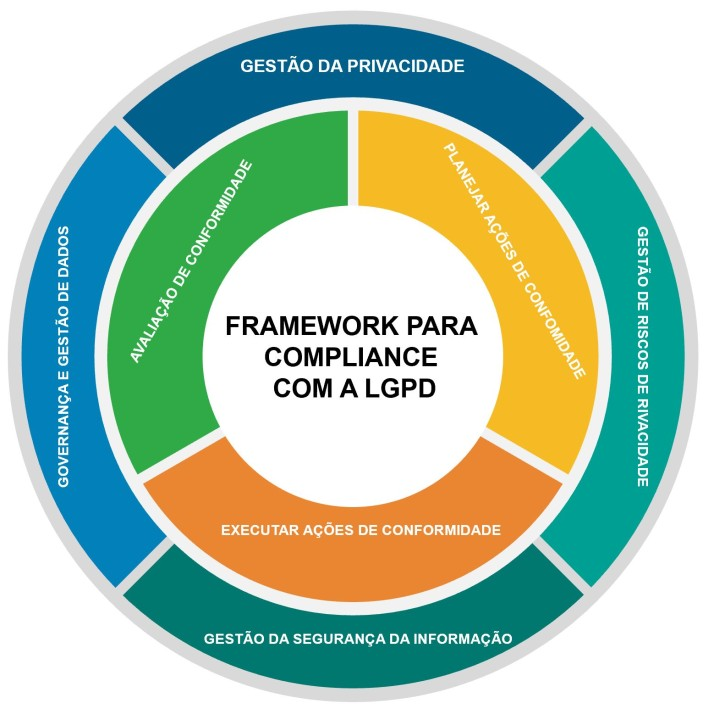 GESTÃO DA PRIVACIDADE
AVALIAÇÃO DE CONFORMIDADE
PLANEJAR AÇÕES DE CONFOMIDADE
GOVERNANÇA E GESTÃO DE DADOS
GESTÃO DE RISCOS DE RIVACIDADE
FRAMEWORK PARA
COMPLIANCE
COM A LGPD
EXECUTAR AÇÕES DE CONFORMIDADE
GESTÃO DA SEGURANÇA DA INFORMAÇÃO